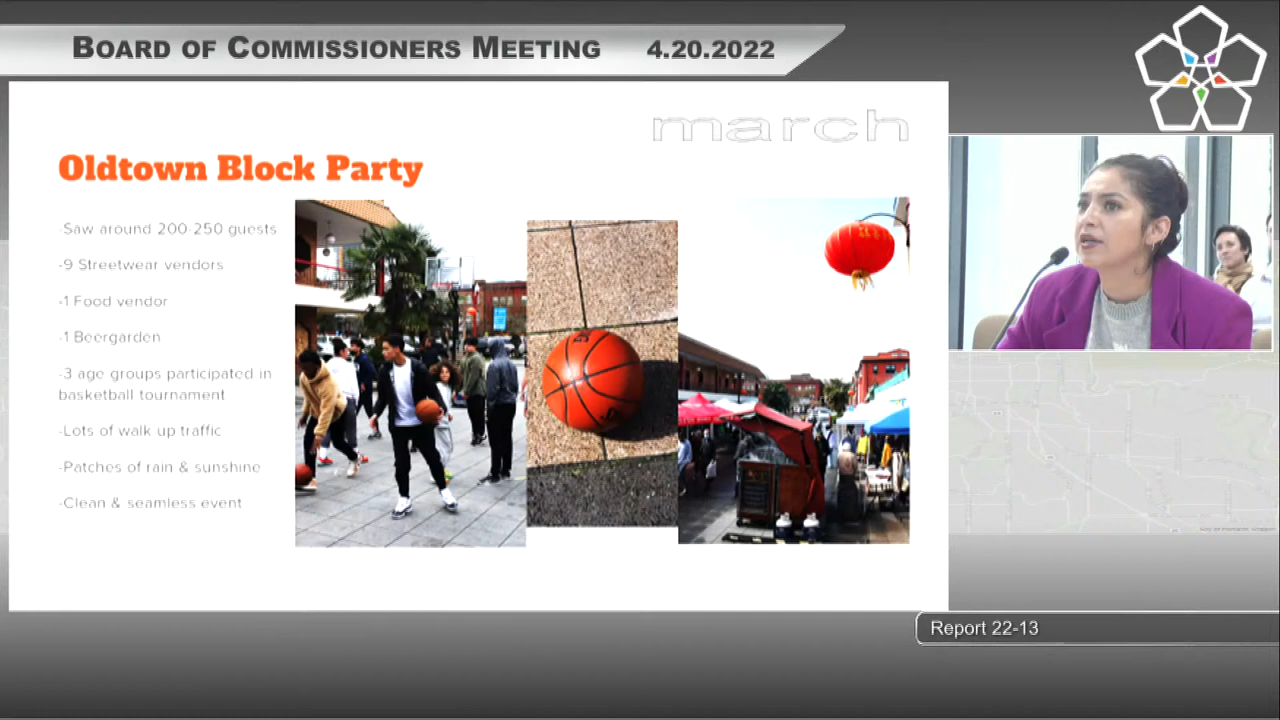 BOARD OF COMMISSIONERS MEETING 4.20.2022
march
Oldtown Block Party
-Saw around 200-250 guests
-9 Streetwear vendors
-1 Food vendor
-1 Beergarden
-3 age groups participated in
basketball tournament
-Lots of walk up traffic
-Patches of rain & sunshine
-Clean & seamless event
Report 22-13